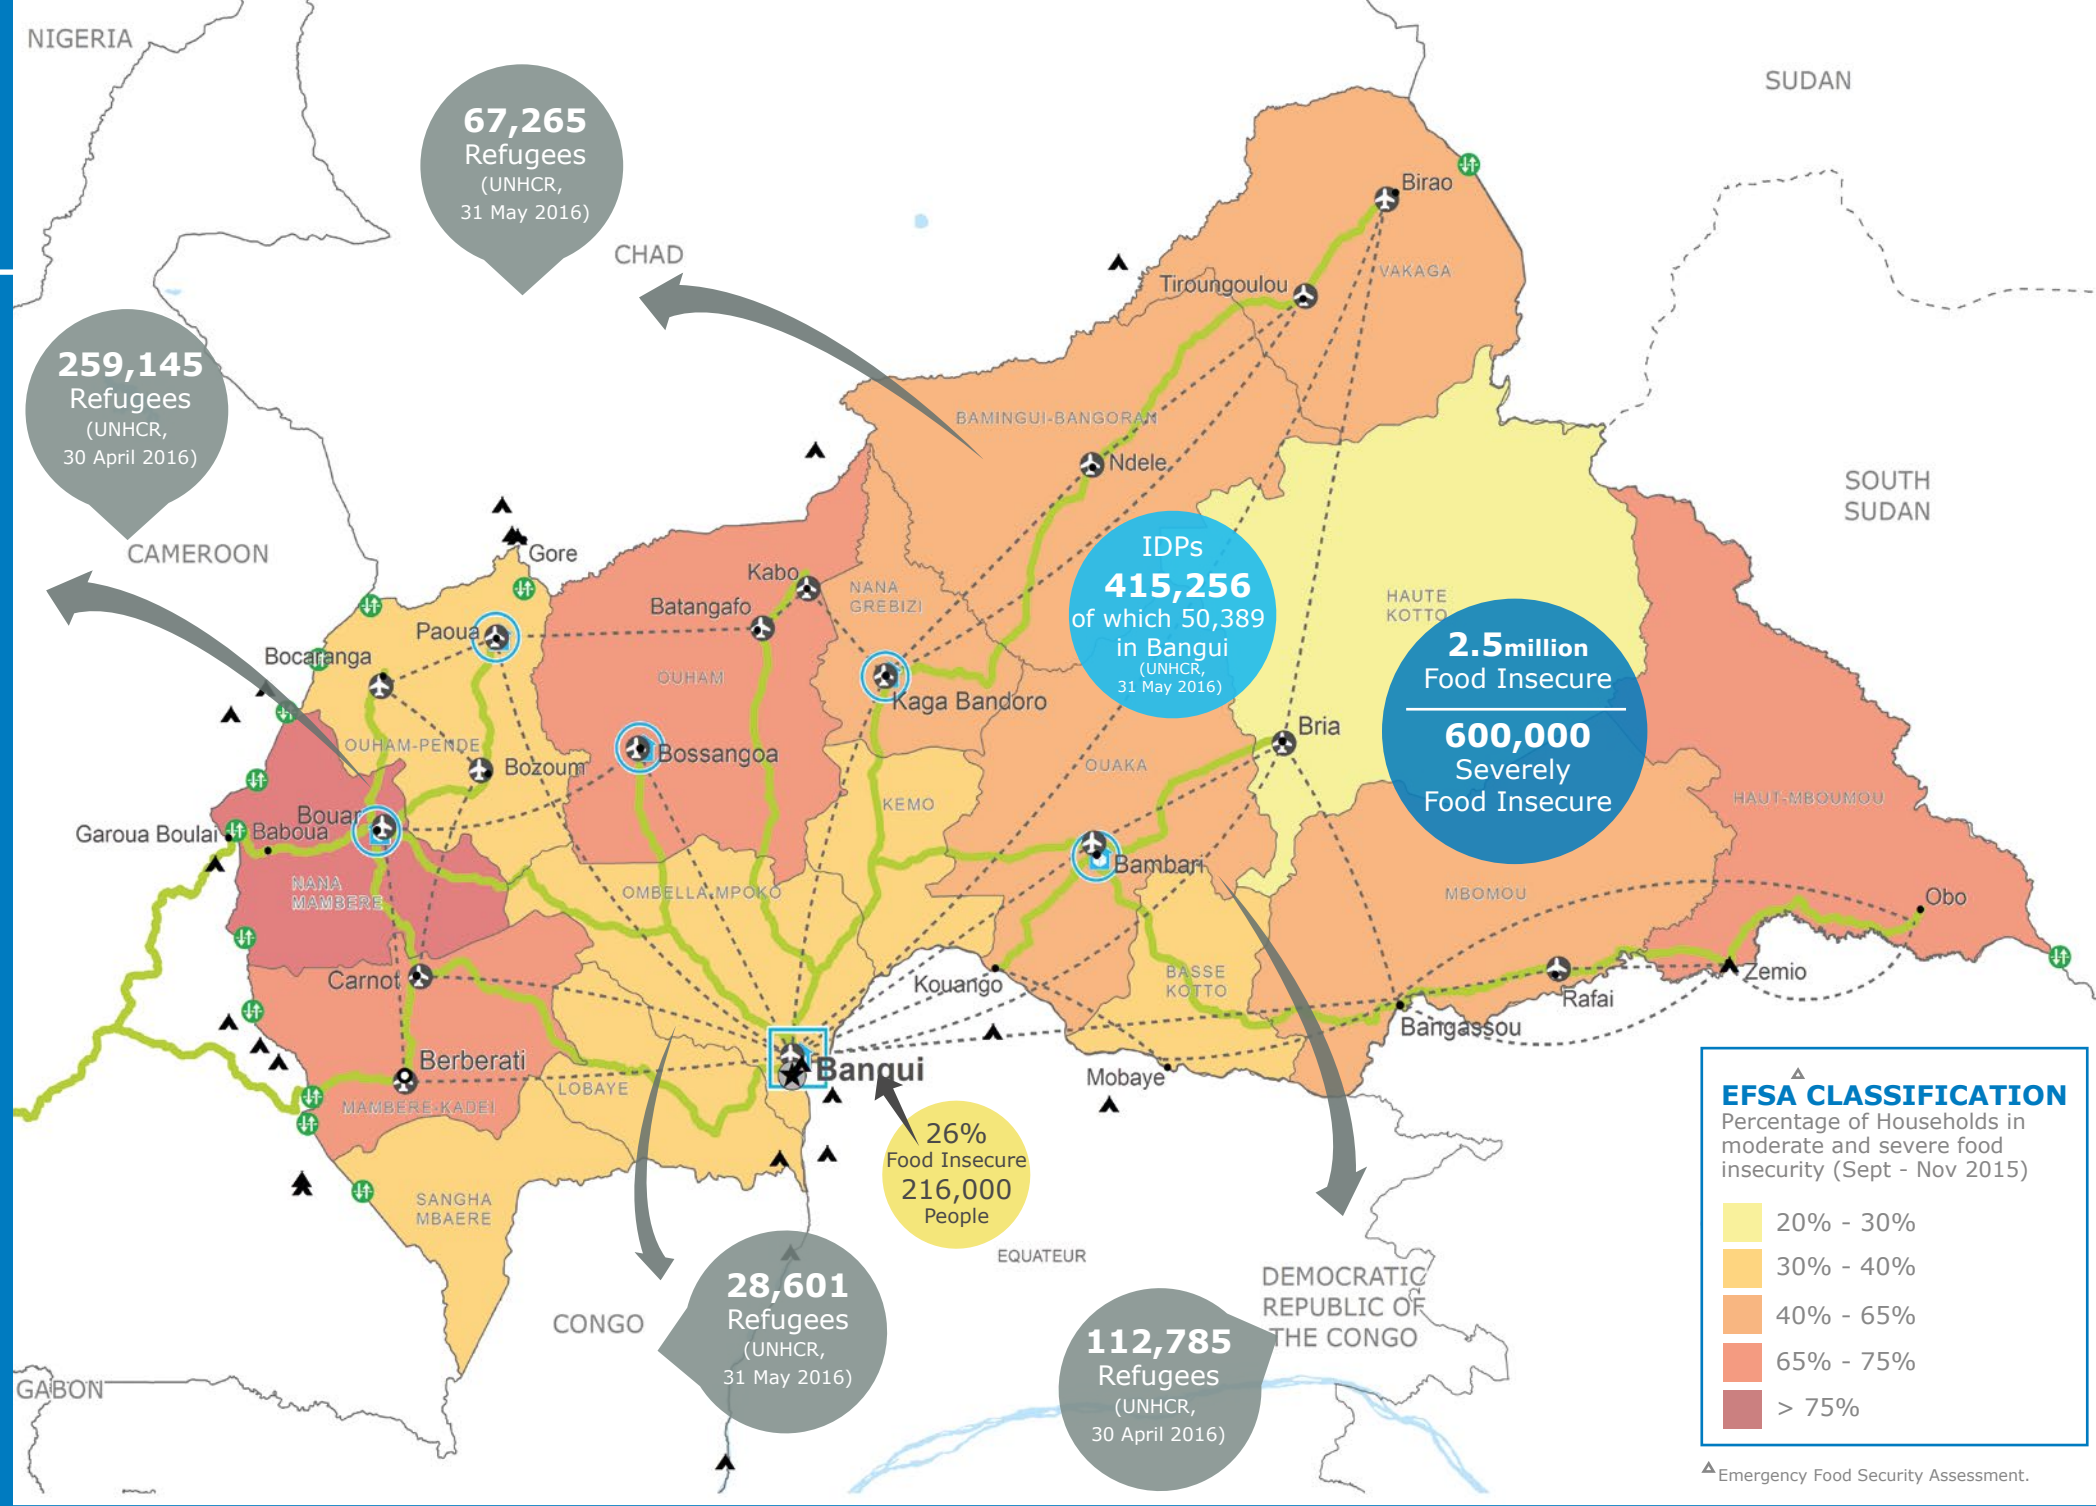 NIGERIA
SUDAN
67,265
Refugees
(UNHCR,
31 May 2016)
Birao
CHAD
VAKAGA
Tiroungoulou
259,145
Refugees
(UNHCR,
30 April 2016)
BAMINGUI-BANGORAN
Ndele
SOUTH
SUDAN
CAMEROON
Gore
IDPs
415,256
of which 50,389
in Bangui
(UNHCR,
31 May 2016)
Kabo
NANA
GREBIZI
Batangafo
HAUTE
KOTTO
Paoua
Bocaranga
OUHAM
2.5million
Food Insecure
600,000
Severely
Food Insecure
Kaga Bandoro
Bria
OUHAM-PENDE
Bossangoa
Bozoum
OUAKA
KEMO
HAUT-MBOUMOU
Bouar
Garoua Boulai
Baboua
Bambari
NANA
MAMBERE
OMBELLA-MPOKO
MBOMOU
Obo
Carnot
Kouango
BASSE
KOTTO
Zemio
Rafai
Bangassou
Berberati
Bangui
Mobaye
LOBAYE
MAMBERE-KADEI
26%
Food Insecure
216,000
People
SANGHA
MBAERE
EQUATEUR
28,601
Refugees
(UNHCR,
31 May 2016)
CONGO
DEMOCRATIC
REPUBLIC OF
THE CONGO
112,785
Refugees
(UNHCR,
30 April 2016)
GABON
EFSA CLASSIFICATION
Percentage of Households in
moderate and severe food
insecurity (Sept - Nov 2015)
20% - 30%
30% - 40%
40% - 65%
65% - 75%
> 75%
Emergency Food Security Assessment.